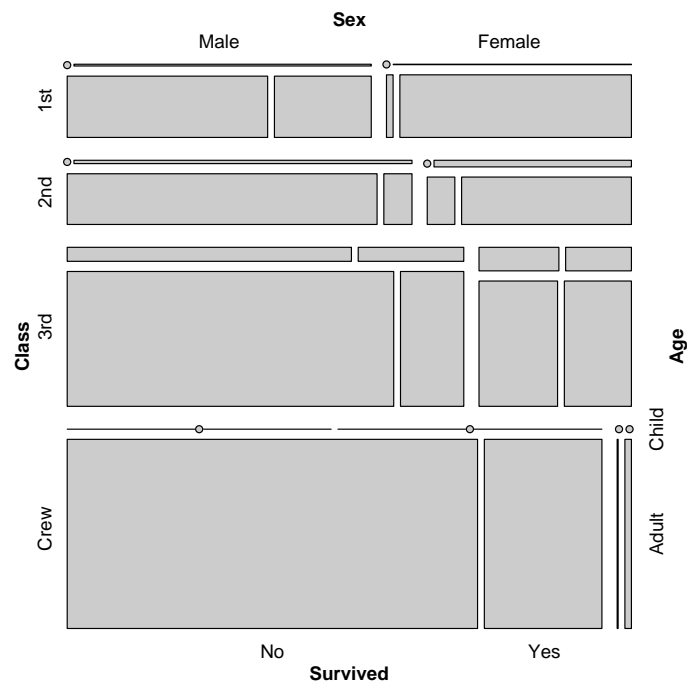 Sex
Male Female
1st
2nd
3rd
Crew
Class
Age
Child
Adult
No Yes
Survived